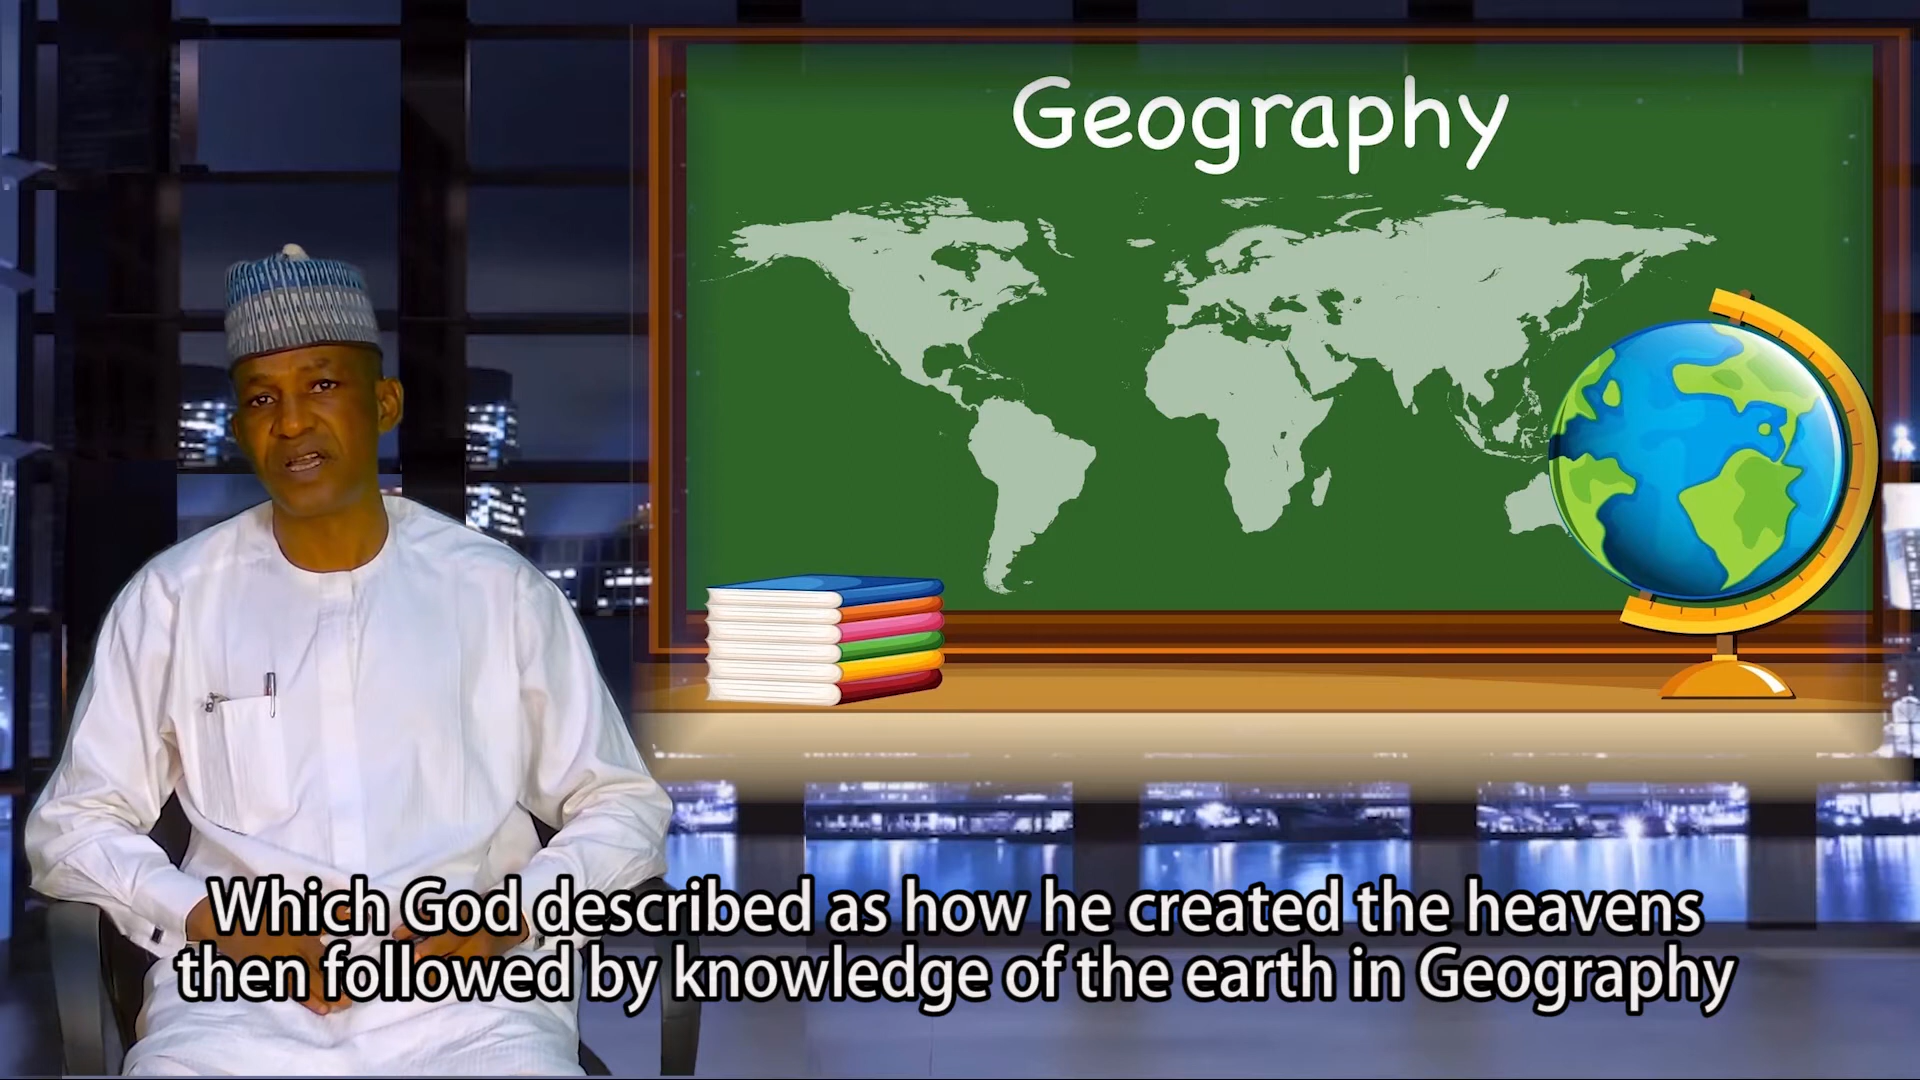 Geography
Which God described as how he created the heavens
then followed by knowledge of the earth in Geography